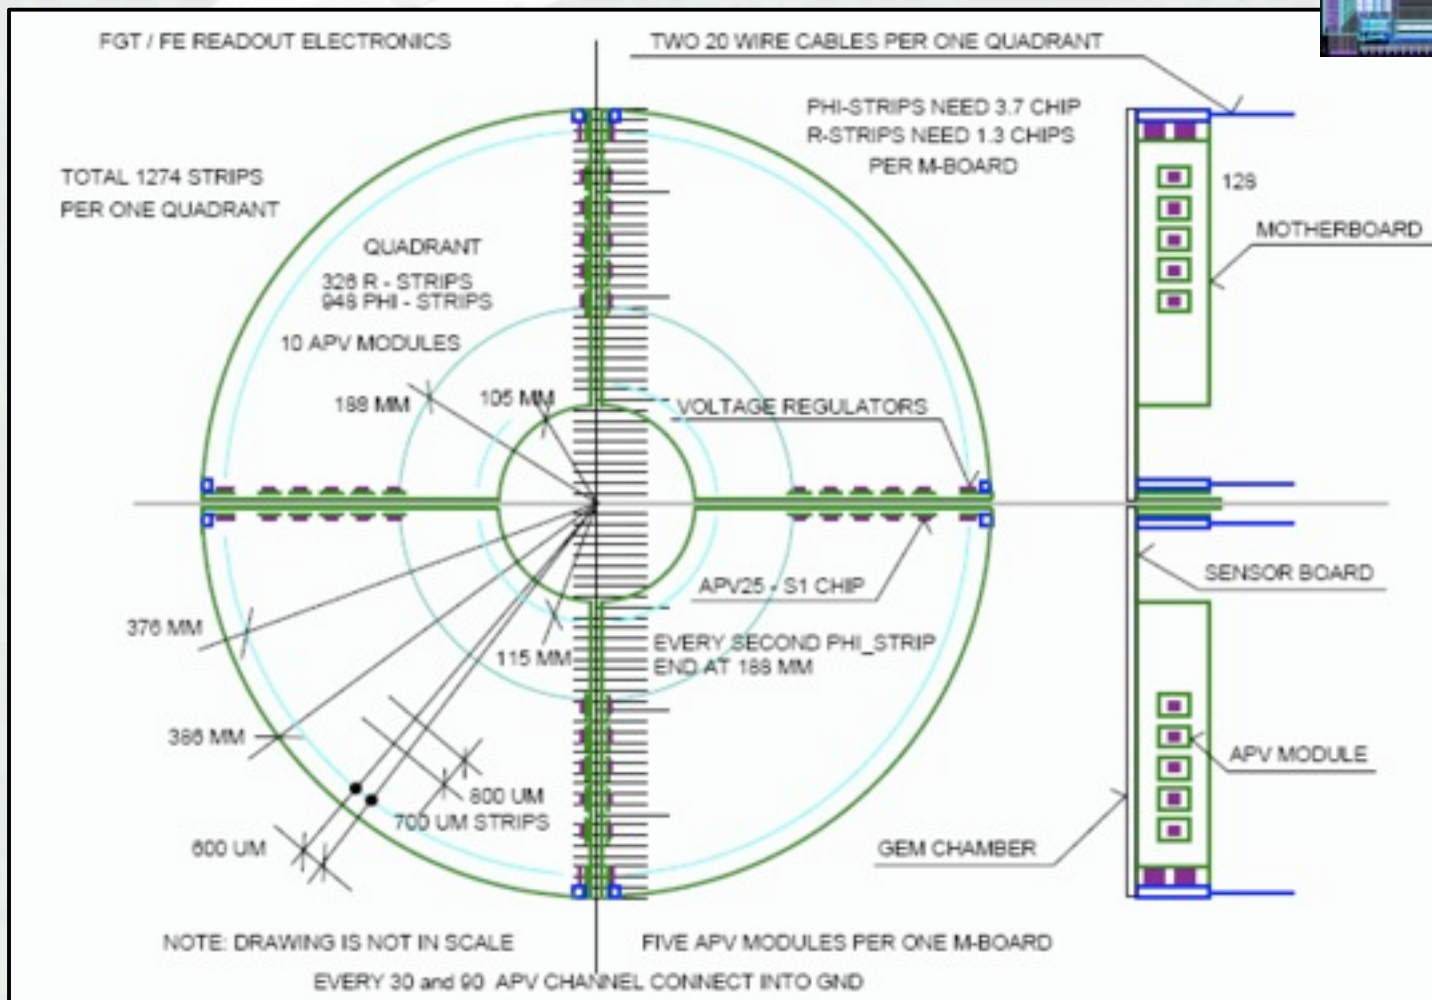 FGT / FE READOUT ELECTRONICS
TWO 20 WIRE CABLES PER ONE QUADRANT
PHI-STRIPS NEED 3.7 CHIP
R-STRIPS NEED 1.3 CHIPS
PER M-BOARD
TOTAL 1274 STRIPS
PER ONE QUADRANT
128
MOTHERBOARD
QUADRANT
326 R - STRIPS
948 PHI - STRIPS
10 APV MODULES
188 MM
105 MM
VOLTAGE REGULATORS
APV25 - S1 CHIP
SENSOR BOARD
376 MM
115 MM
EVERY SECOND PHI_STRIP
END AT 188 MM
386 MM
APV MODULE
800 UM
700 UM STRIPS
600 UM
GEM CHAMBER
NOTE: DRAWING IS NOT IN SCALE
FIVE APV MODULES PER ONE M-BOARD
EVERY 30 and 90 APV CHANNEL CONNECT INTO GND